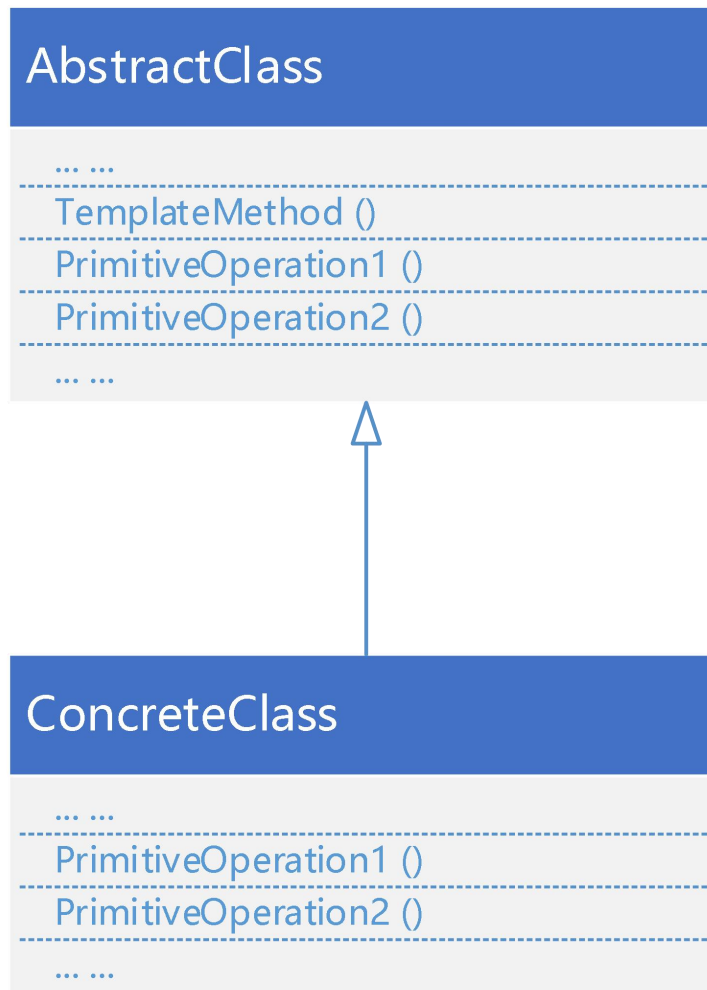 AbstractClass
... ...
TemplateMethod ()
PrimitiveOperation1 ()
PrimitiveOperation2 ()
... ...
ConcreteClass
... ...
PrimitiveOperation1 ()
PrimitiveOperation2 ()
... ...